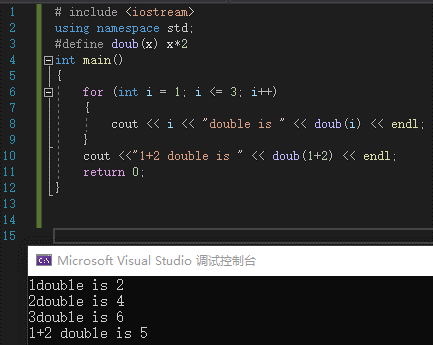 1 # include <iostream>
2 using namespace std;
3 #define doub(x) x*2
4 int main()
5 {
6 for (int i = 1; i <= 3; i++)
7 {
8 cout << i << "double is " << doub(i) << endl;
9 }
10 cout <<"1+2 double is " << doub(1+2) << endl;
11 return 0;
12 }
13
14
15
C:\ Microsoft Visual Studio 调试控制台
1double is 2
2double is 4
3double is 6
1+2 double is 5